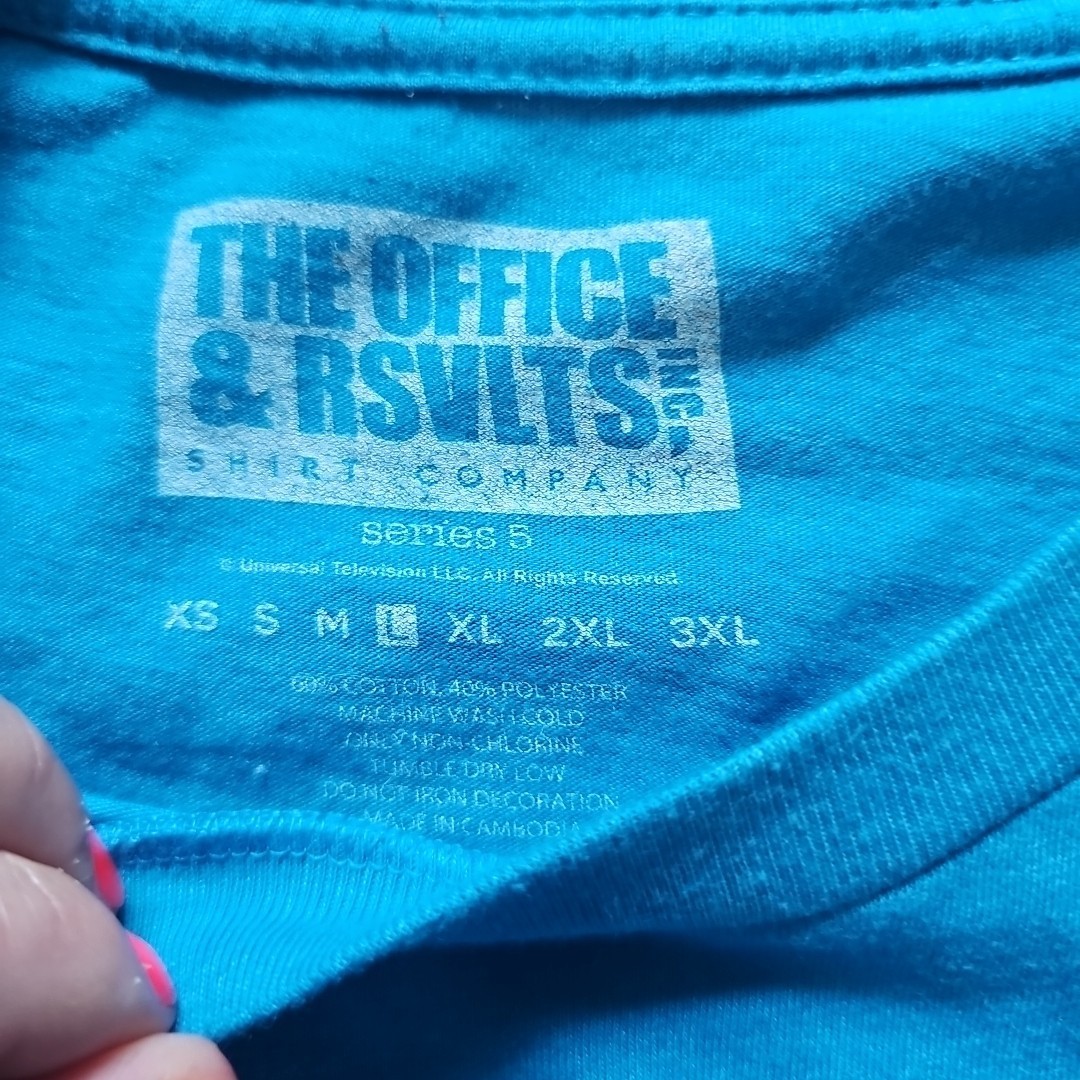 THE OFFICE
& RSVLTS, INC
SHIRT COMPANY
series 5
© Universal Television LLC. All Rights Reserved.
XS S M L XL 2XL 3XL
60% COTTON, 40% POLYESTER
MACHINE WASH COLD
ONLY NON-CHLORINE
TUMBLE DRY LOW
DO NOT IRON DECORATION
MADE IN CAMBODIA